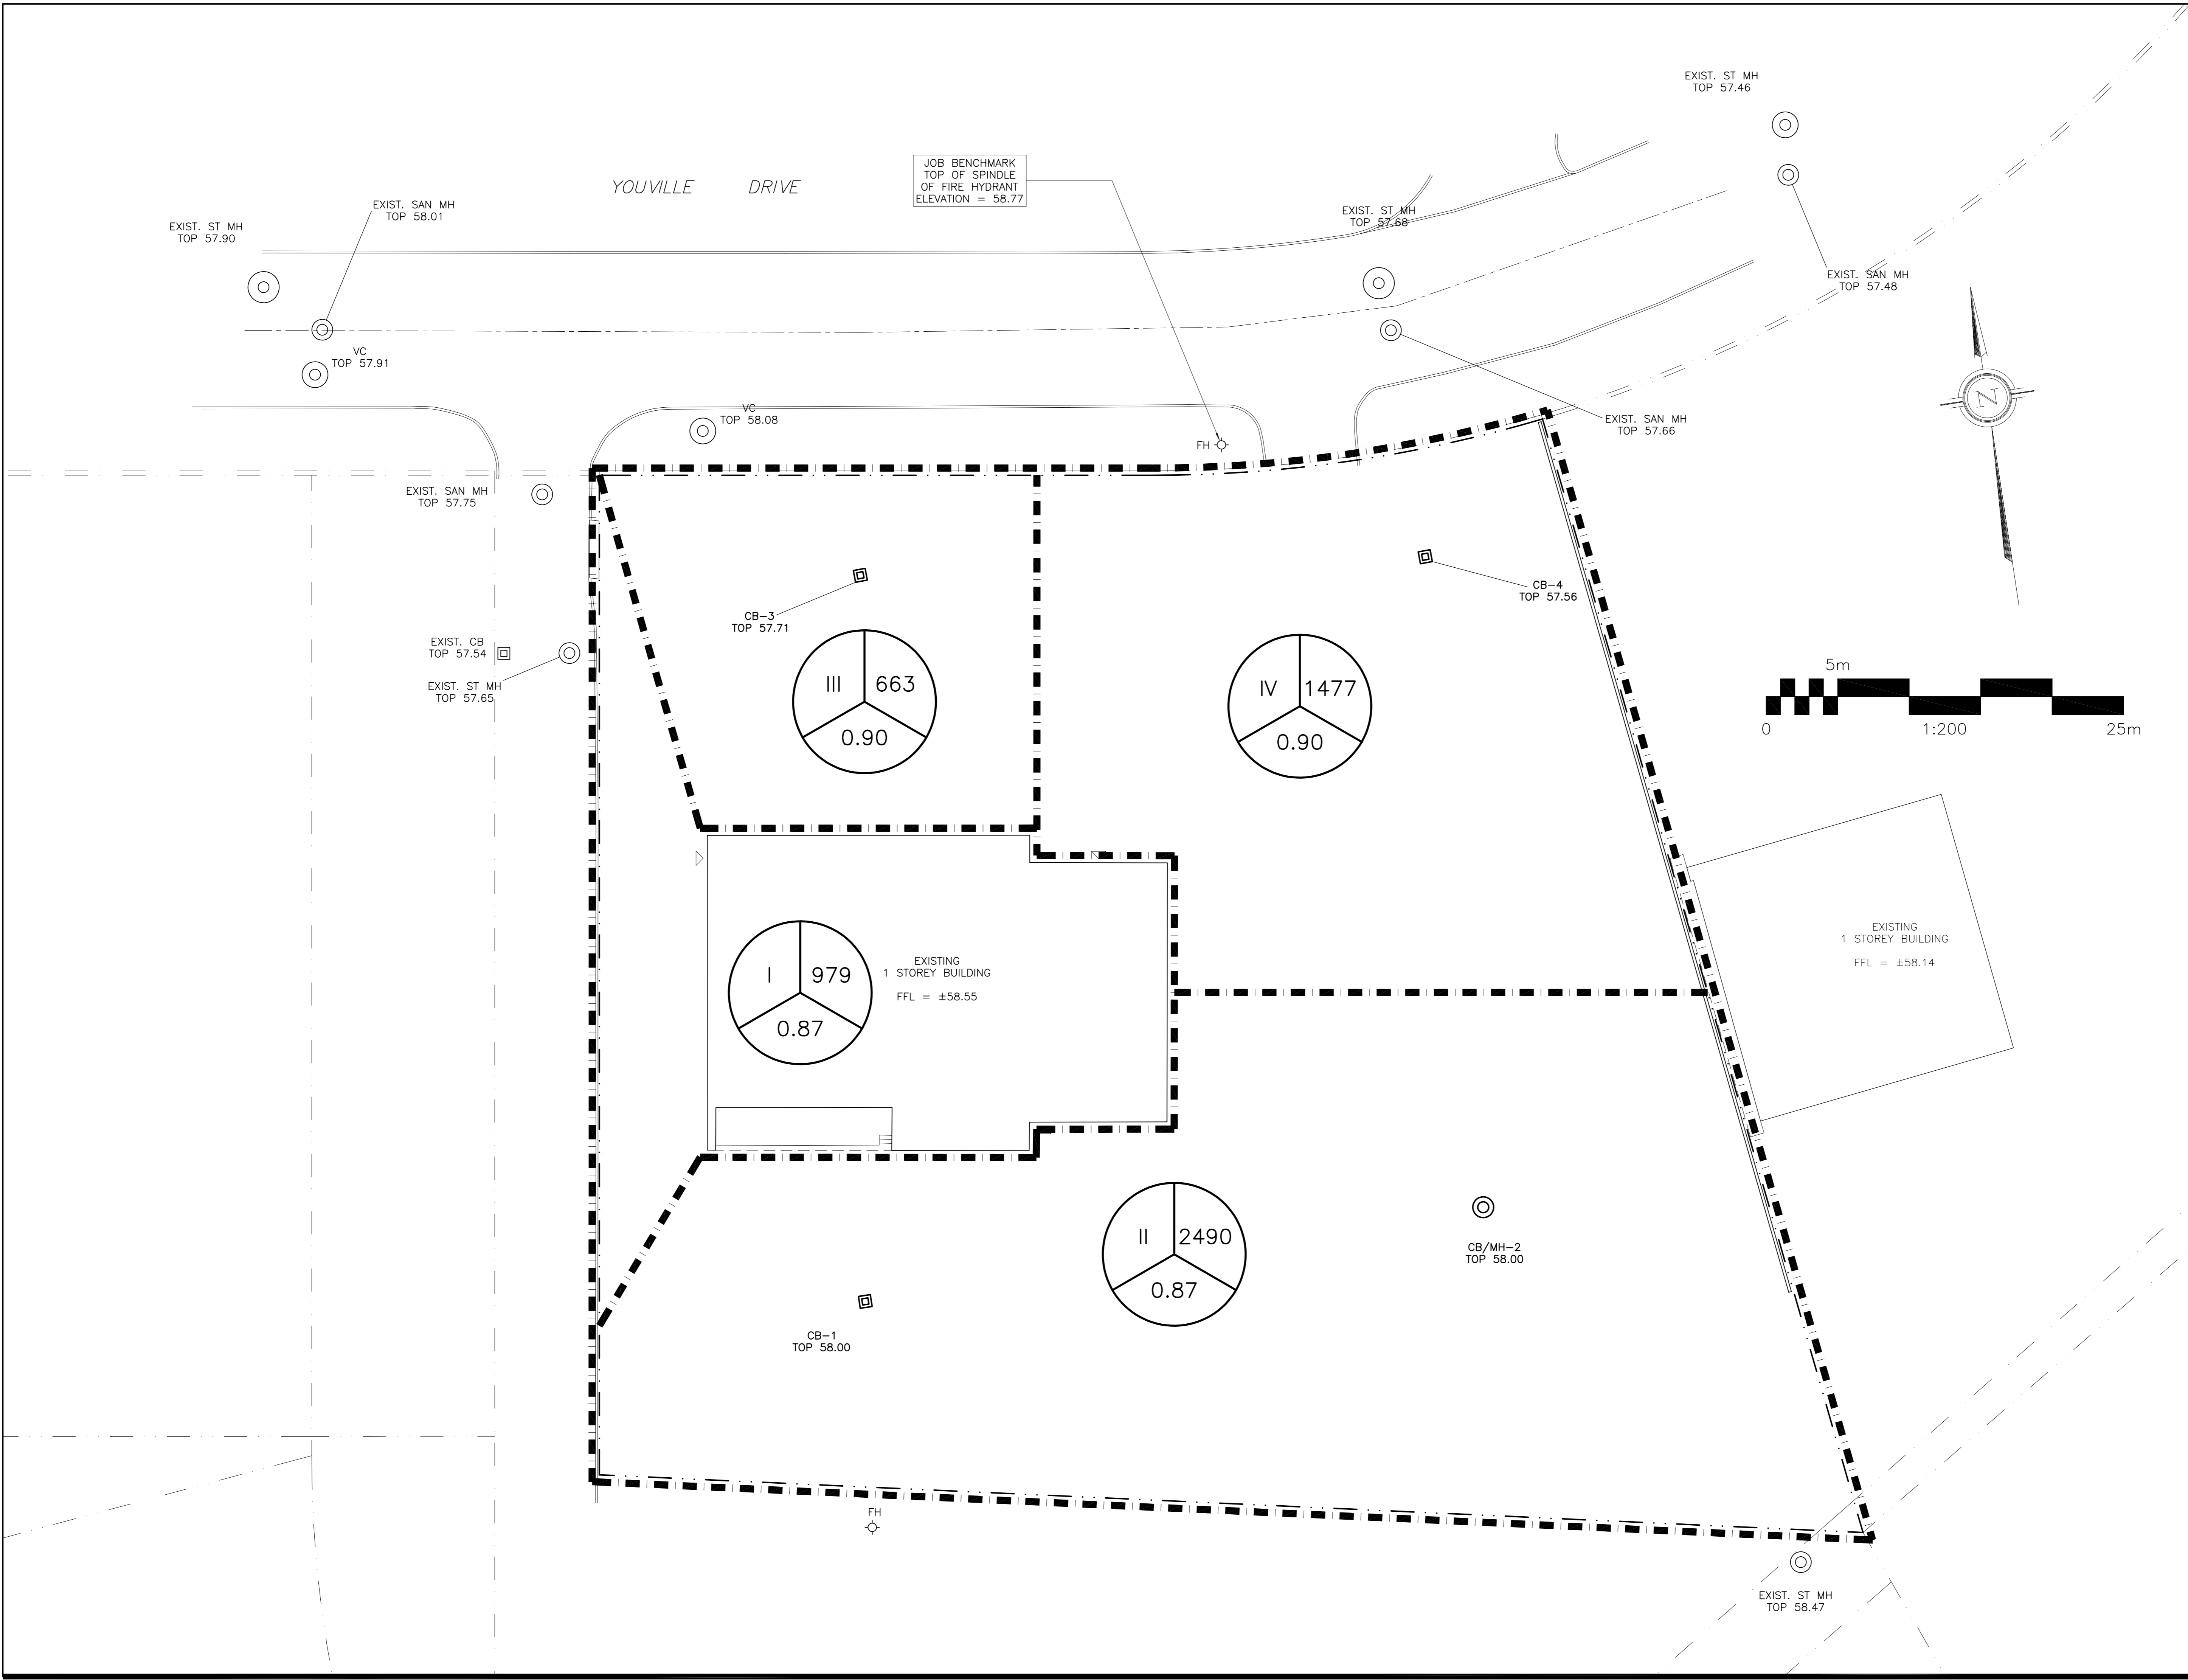 EXIST. ST MH
TOP 57.46
JOB BENCHMARK
TOP OF SPINDLE
OF FIRE HYDRANT
ELEVATION = 58.77
YOUVILLE DRIVE
EXIST. SAN MH
TOP 58.01
EXIST. ST MH
TOP 57.90
EXIST. ST MH
TOP 57.68
EXIST. SAN MH
TOP 57.48
VC
TOP 57.91
VC
TOP 58.08
N
EXIST. SAN MH
TOP 57.66
FH
EXIST. SAN MH
TOP 57.75
CB-4
TOP 57.56
CB-3
TOP 57.71
EXIST. CB
TOP 57.54
EXIST. ST MH
TOP 57.65
III 663
0.90
IV 1477
0.90
5m
0 1:200 25m
EXISTING
1 STOREY BUILDING
FFL = ±58.14
I 979
0.87
EXISTING
1 STOREY BUILDING
FFL = ±58.55
II 2490
0.87
CB/MH-2
TOP 58.00
CB-1
TOP 58.00
FH
EXIST. ST MH
TOP 58.47